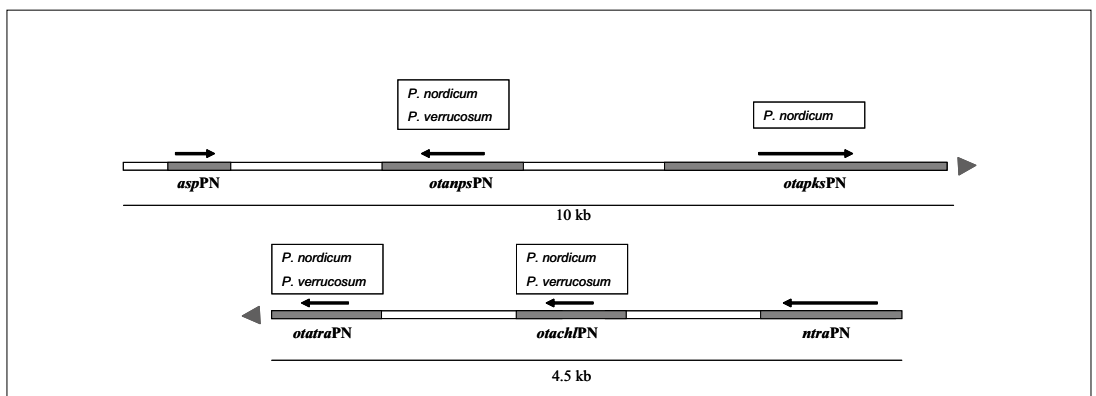 P. nordicum
P. verrucosum
P. nordicum
aspPN
otanpsPN
otapksPN
10 kb
P. nordicum
P. verrucosum
P. nordicum
P. verrucosum
otatraPN
otachlPN
ntraPN
4.5 kb